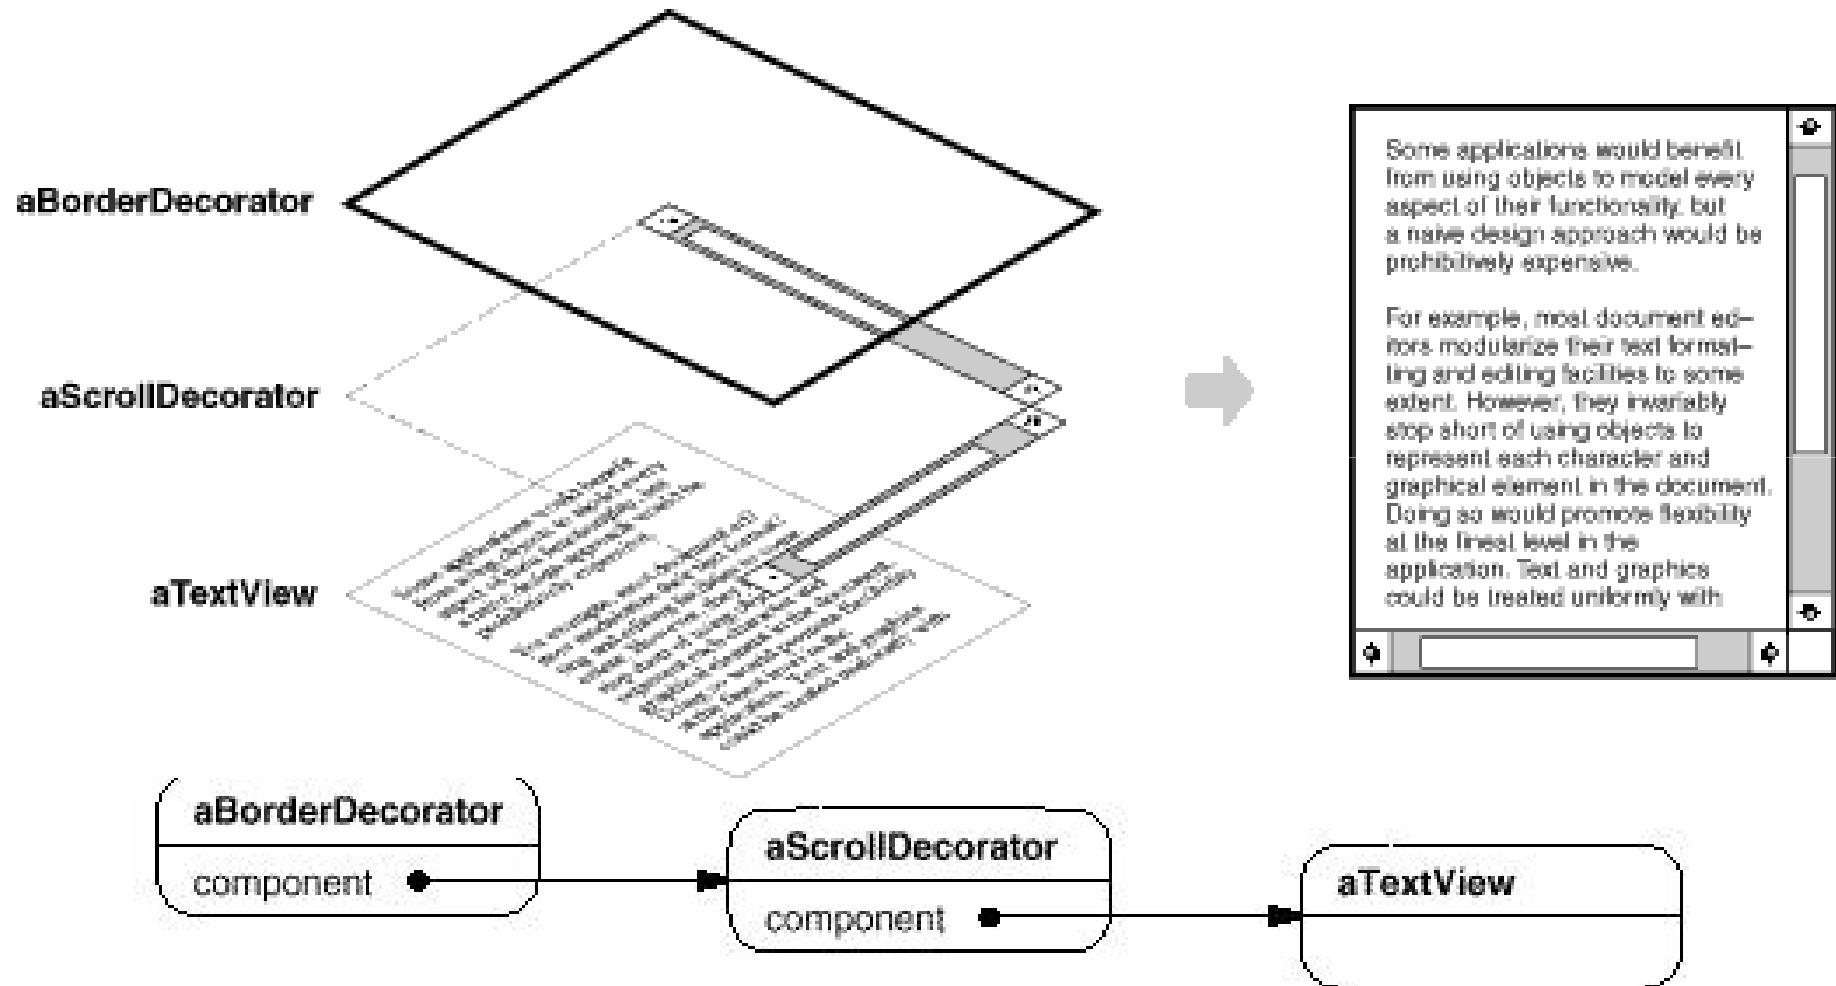 aBorderDecorator
aScrollDecorator
aTextView
Some applications would benefit
from using objects to model every
aspect of their functionality, but
a naive design approach would be
prohibitively expensive.
For example, most document ed–
itors modularize their text format–
ting and editing facilities to some
extent. However, they invariably
stop short of using objects to
represent each character and
graphical element in the document.
Doing so would promote flexibility
at the finest level in the
application. Text and graphics
could be treated uniformly with
aBorderDecorator
component
aScrollDecorator
component
aTextView